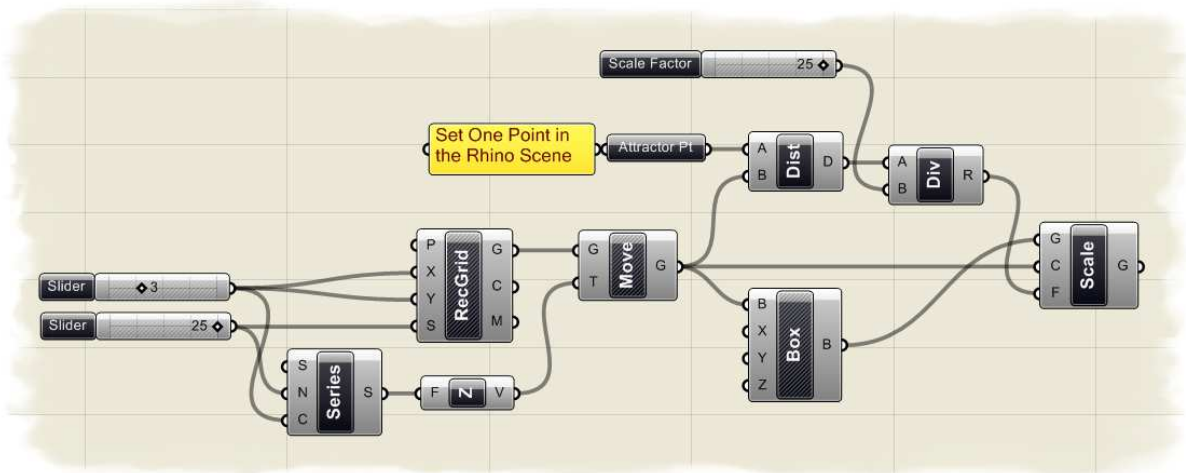 Scale Factor 25
Set One Point in
the Rhino Scene
Attractor Pt
A B Dist D
A B Div R
P X Y S RecGrid G C M
G T Move G
G C F Scale G
Slider 3
Slider 25
B X Y Z Box B
S N C Series S
F Z V